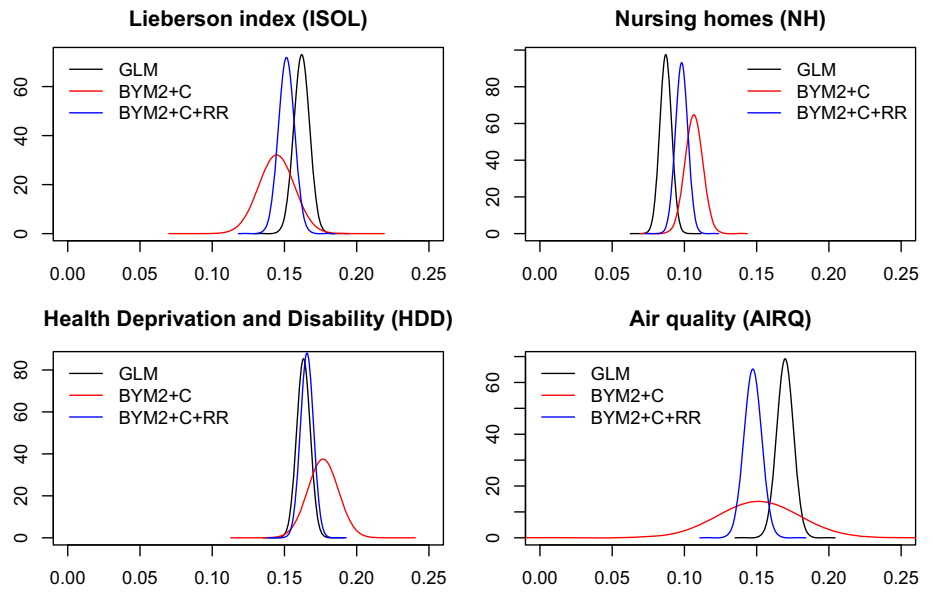 Lieberson index (ISOL)
GLM
BYM2+C
BYM2+C+RR
0 20 40 60
0.00 0.05 0.10 0.15 0.20 0.25
Nursing homes (NH)
GLM
BYM2+C
BYM2+C+RR
0 20 40 60 80
0.00 0.05 0.10 0.15 0.20 0.25
Health Deprivation and Disability (HDD)
GLM
BYM2+C
BYM2+C+RR
0 20 40 60 80
0.00 0.05 0.10 0.15 0.20 0.25
Air quality (AIRQ)
GLM
BYM2+C
BYM2+C+RR
0 20 40 60
0.00 0.05 0.10 0.15 0.20 0.25